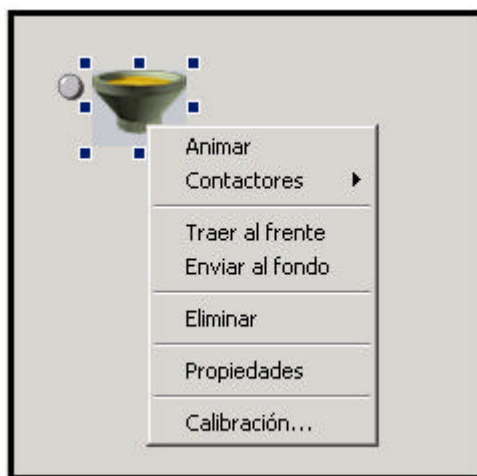 Animar
Contactores
Traer al frente
Enviar al fondo
Eliminar
Propiedades
Calibración...